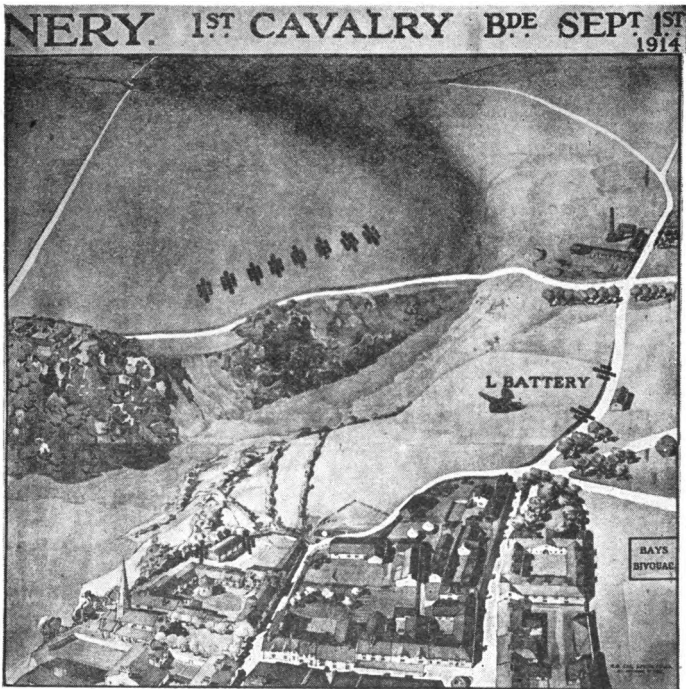 NERY. 1ST CAVALRY BDE SEPT. 1ST
1914
L BATTERY
BAYS
BIVOUAC.